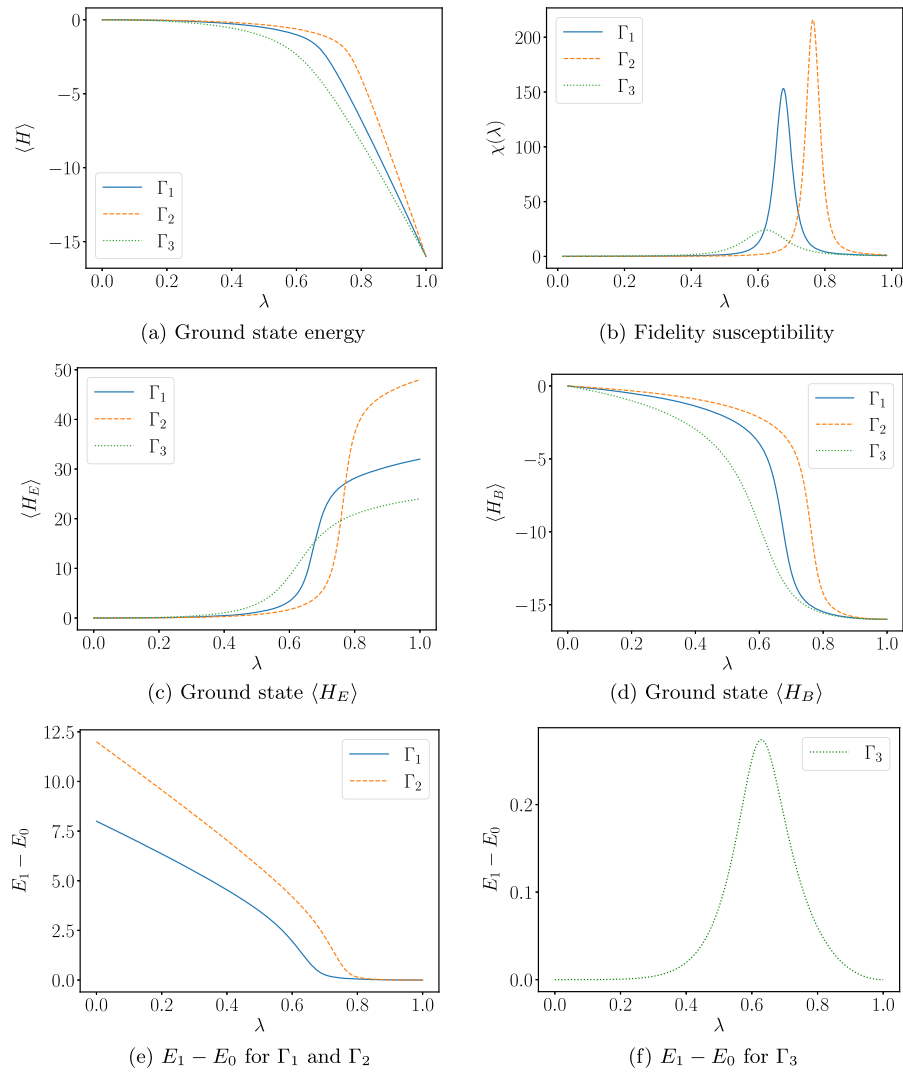 0
−5
−10
−15
⟨H⟩
Γ₁
Γ₂
Γ₃
0.0 0.2 0.4 0.6 0.8 1.0
λ
(a) Ground state energy
200
150
100
50
0
χ(λ)
Γ₁
Γ₂
Γ₃
0.0 0.2 0.4 0.6 0.8 1.0
λ
(b) Fidelity susceptibility
50
40
30
20
10
0
⟨H_E⟩
Γ₁
Γ₂
Γ₃
0.0 0.2 0.4 0.6 0.8 1.0
λ
(c) Ground state ⟨H_E⟩
0
−5
−10
−15
⟨H_B⟩
Γ₁
Γ₂
Γ₃
0.0 0.2 0.4 0.6 0.8 1.0
λ
(d) Ground state ⟨H_B⟩
12.5
10.0
7.5
5.0
2.5
0.0
E₁ − E₀
Γ₁
Γ₂
0.0 0.2 0.4 0.6 0.8 1.0
λ
(e) E₁ − E₀ for Γ₁ and Γ₂
0.2
0.1
0.0
E₁ − E₀
Γ₃
0.0 0.2 0.4 0.6 0.8 1.0
λ
(f) E₁ − E₀ for Γ₃